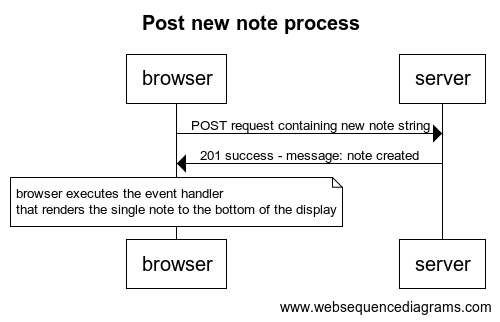 Post new note process
browser
server
POST request containing new note string
201 success - message: note created
browser executes the event handler
that renders the single note to the bottom of the display
browser
server
www.websequencediagrams.com